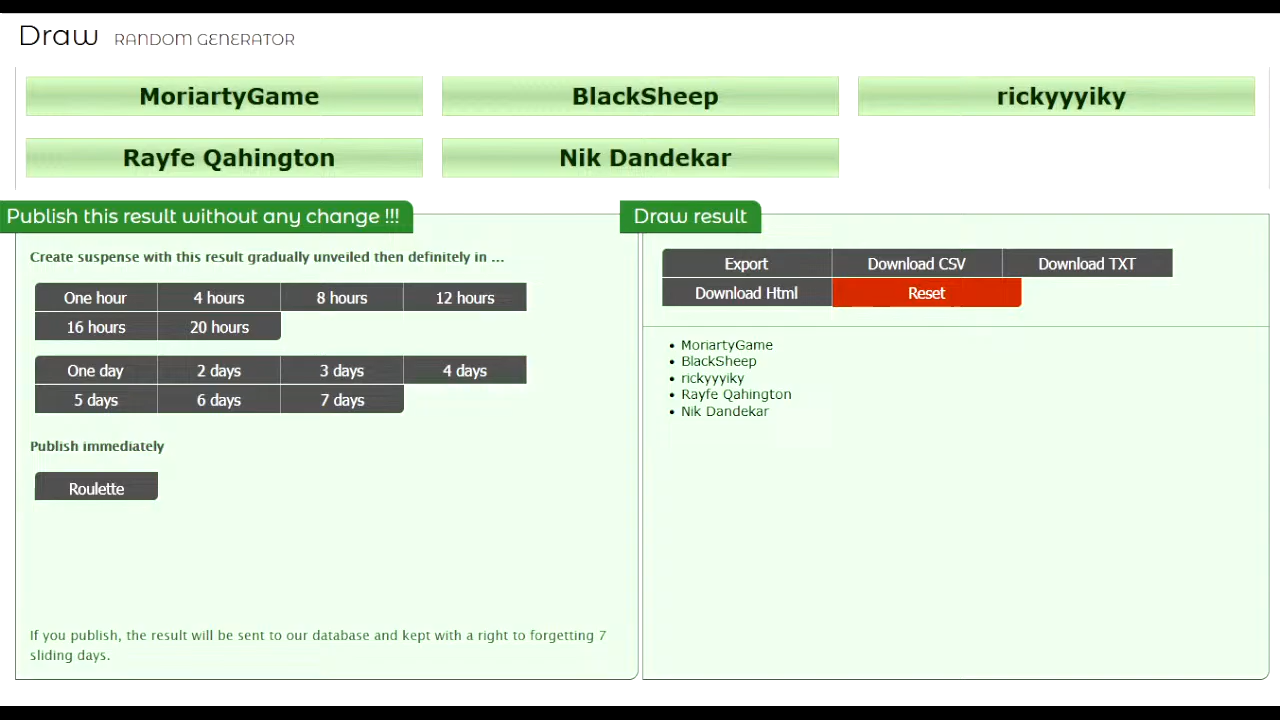 Draw RANDOM GENERATOR
MoriartyGame BlackSheep rickyyyiky
Rayfe Qahington Nik Dandekar
Publish this result without any change !!!
Create suspense with this result gradually unveiled then definitely in ...
One hour 4 hours 8 hours 12 hours
16 hours 20 hours
One day 2 days 3 days 4 days
5 days 6 days 7 days
Publish immediately
Roulette
If you publish, the result will be sent to our database and kept with a right to forgetting 7
sliding days.
Draw result
Export Download CSV Download TXT
Download Html Reset
• MoriartyGame
• BlackSheep
• rickyyyiky
• Rayfe Qahington
• Nik Dandekar